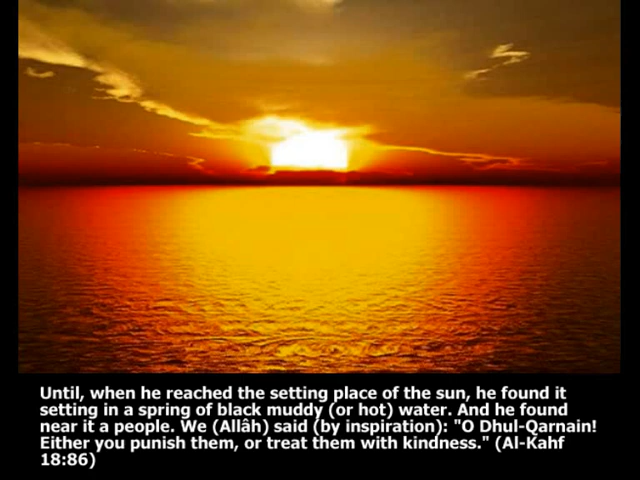 Until, when he reached the setting place of the sun, he found it
setting in a spring of black muddy (or hot) water. And he found
near it a people. We (Allâh) said (by inspiration): "O Dhul-Qarnain!
Either you punish them, or treat them with kindness." (Al-Kahf
18:86)